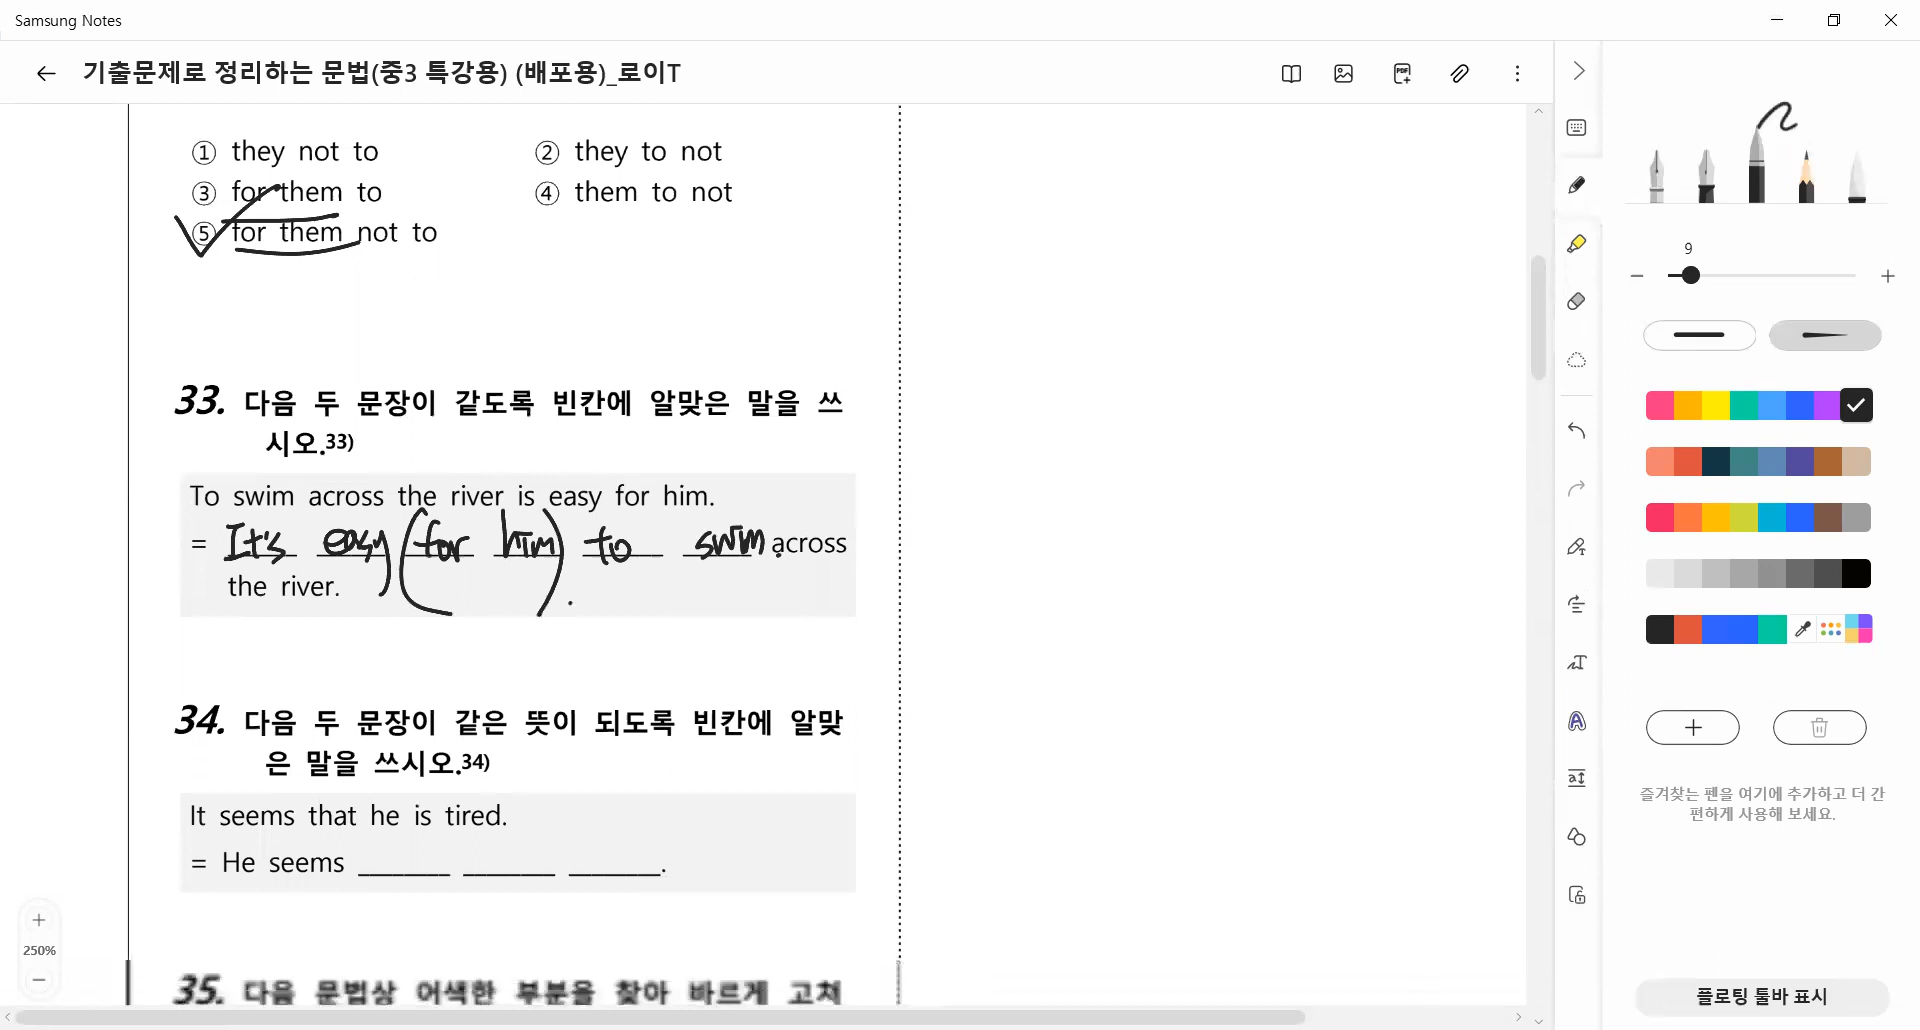 Samsung Notes
기출문제로 정리하는 문법(중3 특강용) (배포용)_로이T
PDF
① they not to
② they to not
③ for them to
④ them to not
⑤ for them not to
33. 다음 두 문장이 같도록 빈칸에 알맞은 말을 쓰
시오.33)
To swim across the river is easy for him.
= It's easy (for him) to swim across
the river.
34. 다음 두 문장이 같은 뜻이 되도록 빈칸에 알맞
은 말을 쓰시오.34)
It seems that he is tired.
= He seems ________ ________ ________.
35. 다음 문법상 어색한 부분을 찾아 바르게 고쳐
250%
9
즐겨찾는 펜을 여기에 추가하고 더 간
편하게 사용해 보세요.
플로팅 툴바 표시